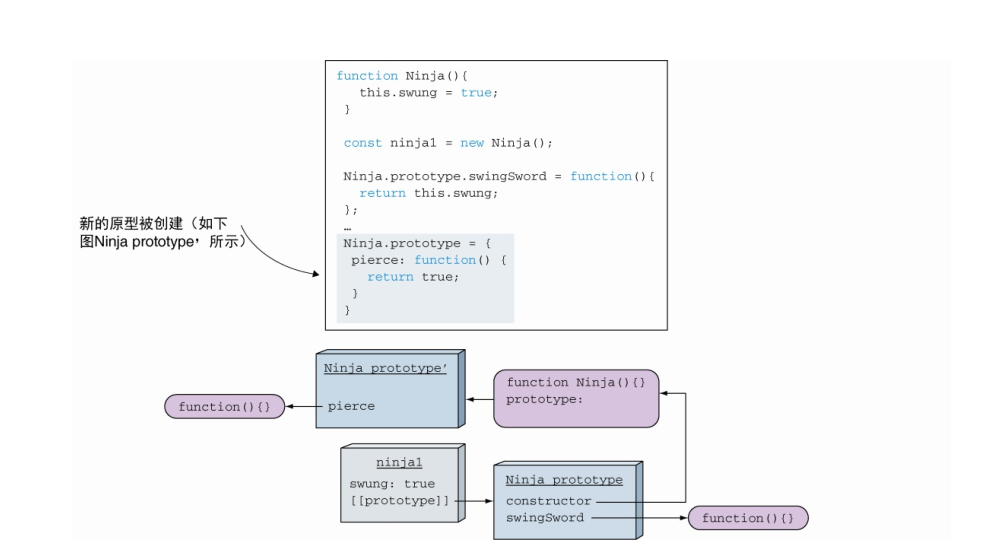 function Ninja(){
this.swung = true;
}
const ninja1 = new Ninja();
Ninja.prototype.swingSword = function(){
return this.swung;
};
…
新的原型被创建（如下
图Ninja protoype，所示）
Ninja.prototype = {
pierce: function() {
return true;
}
}
Ninja prototype′
pierce
function(){}
function Ninja(){}
prototype:
ninja1
swung: true
[[prototype]]
Ninja prototype
constructor
swingSword
function(){}